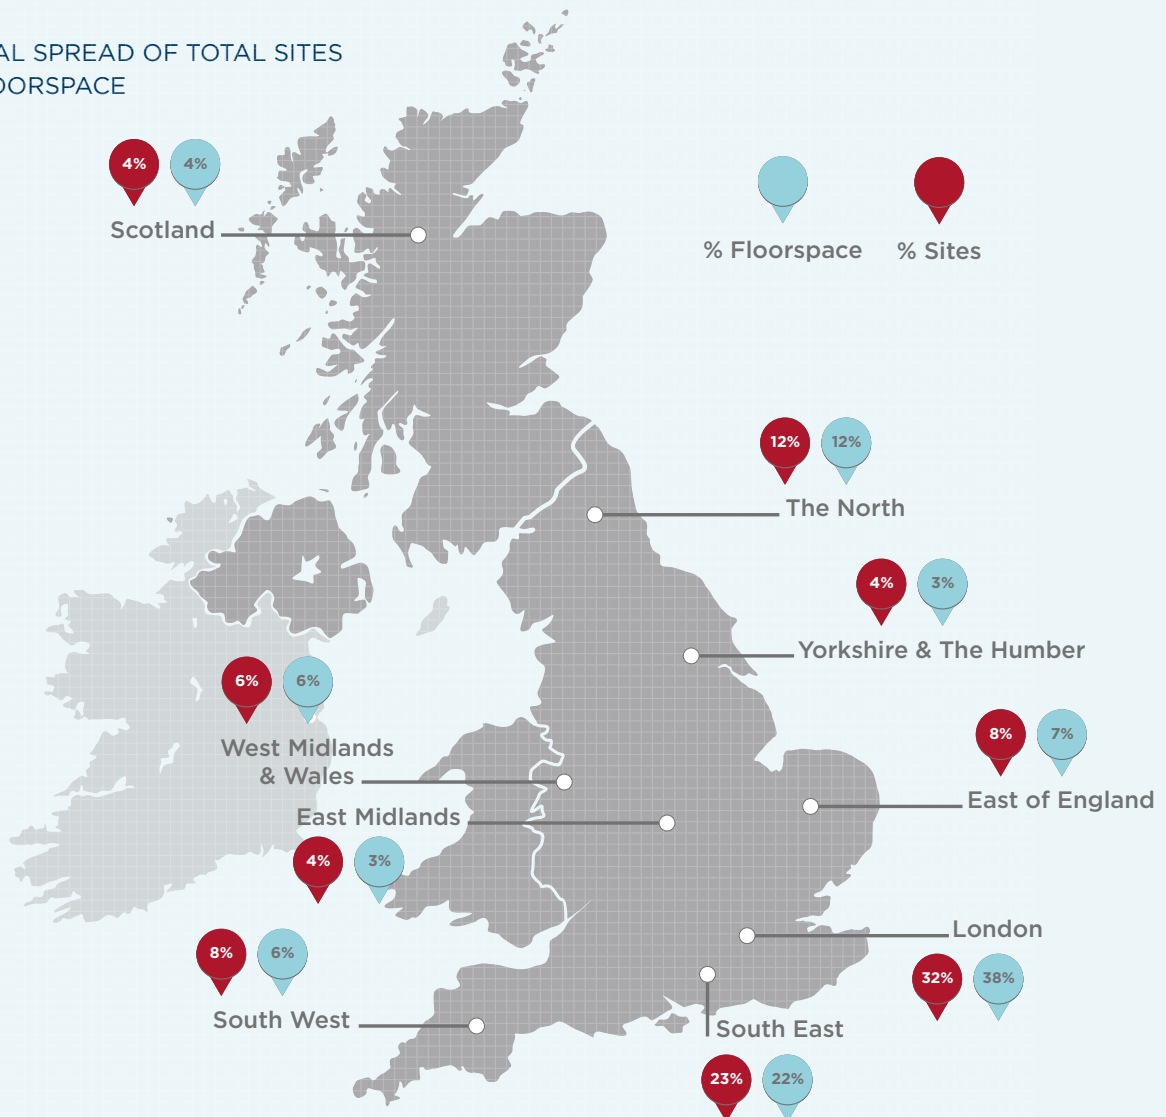 AL SPREAD OF TOTAL SITES
OORSPACE
4% 4%
Scotland
% Floorspace % Sites
12% 12%
The North
4% 3%
Yorkshire & The Humber
6% 6%
West Midlands
& Wales
8% 7%
East of England
East Midlands
4% 3%
London
32% 38%
8% 6%
South West
South East
23% 22%